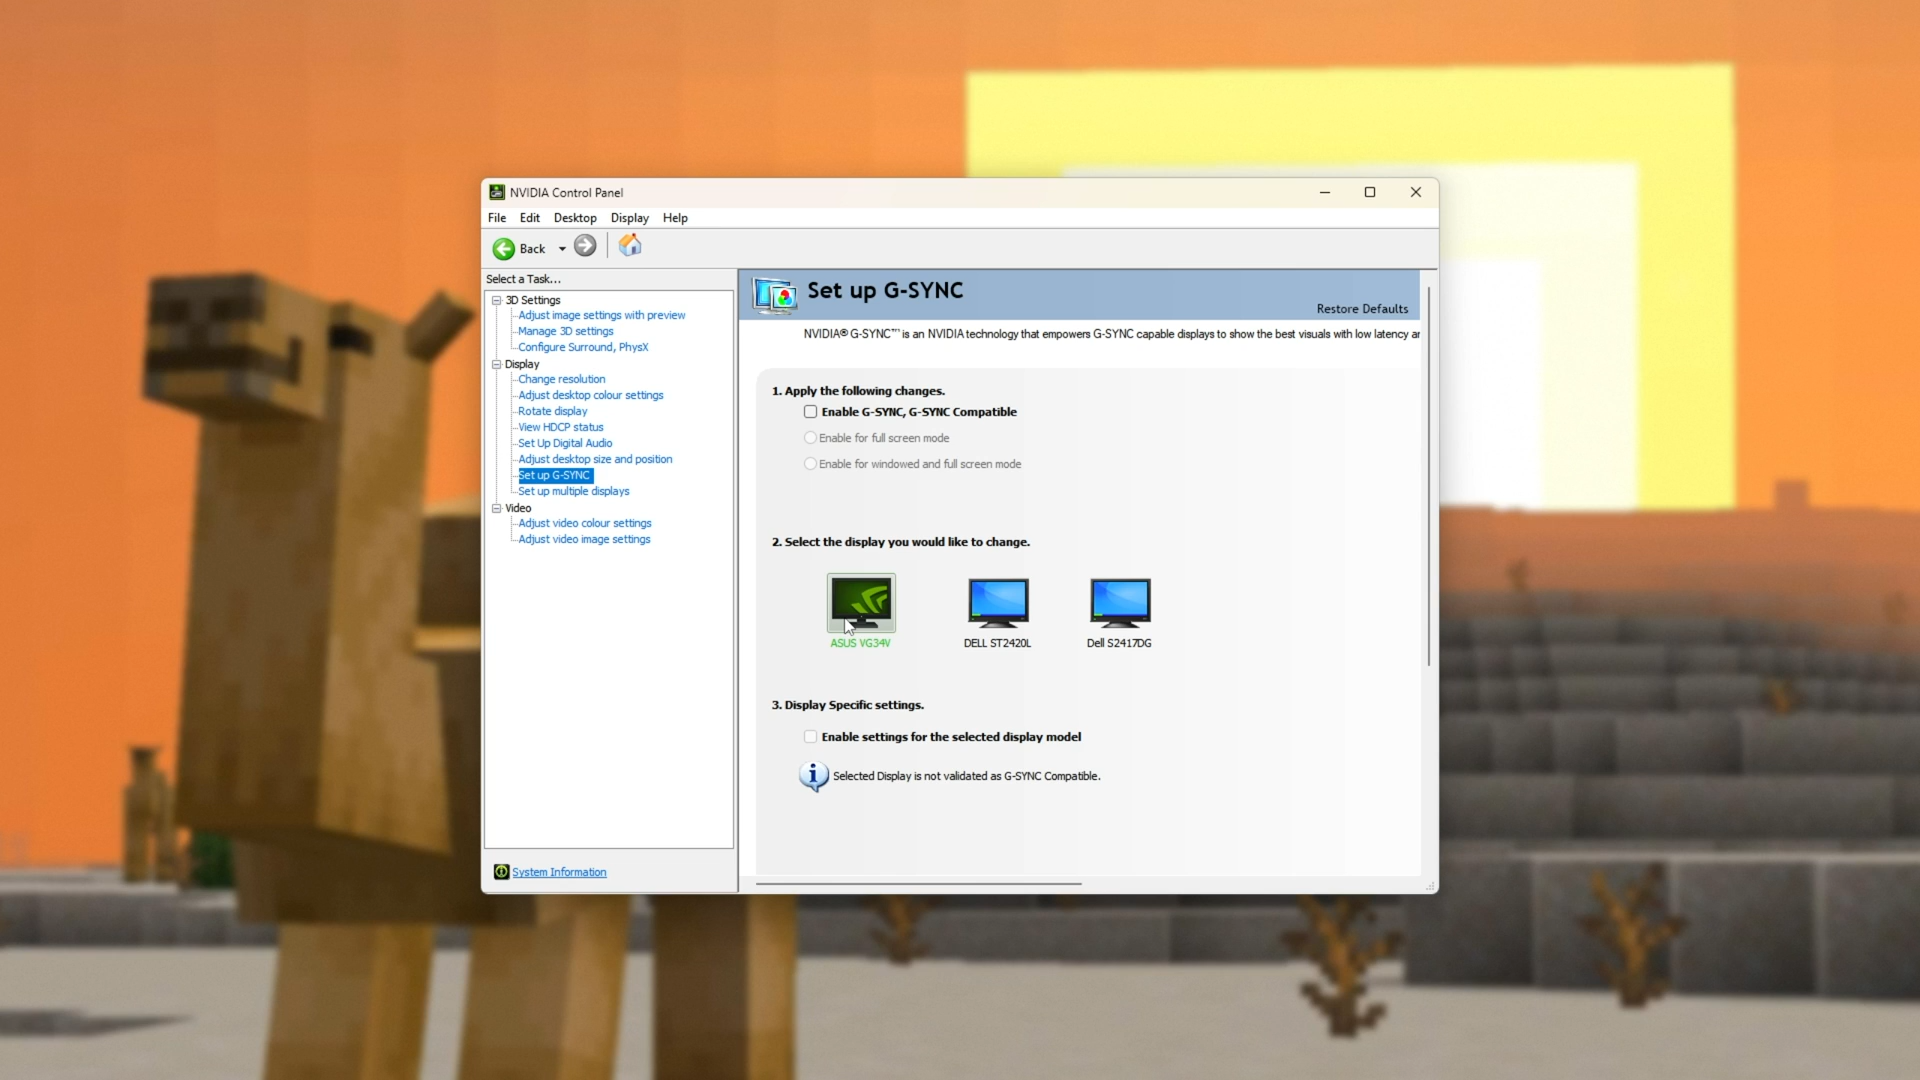 NVIDIA Control Panel
File Edit Desktop Display Help
Back
Select a Task...
3D Settings
Adjust image settings with preview
Manage 3D settings
Configure Surround, PhysX
Display
Change resolution
Adjust desktop colour settings
Rotate display
View HDCP status
Set Up Digital Audio
Adjust desktop size and position
Set up G-SYNC
Set up multiple displays
Video
Adjust video colour settings
Adjust video image settings
System Information
Set up G-SYNC
Restore Defaults
NVIDIA® G-SYNC™ is an NVIDIA technology that empowers G-SYNC capable displays to show the best visuals with low latency ar
1. Apply the following changes.
Enable G-SYNC, G-SYNC Compatible
Enable for full screen mode
Enable for windowed and full screen mode
2. Select the display you would like to change.
ASUS VG34V DELL ST2420L Dell S2417DG
3. Display Specific settings.
Enable settings for the selected display model
Selected Display is not validated as G-SYNC Compatible.